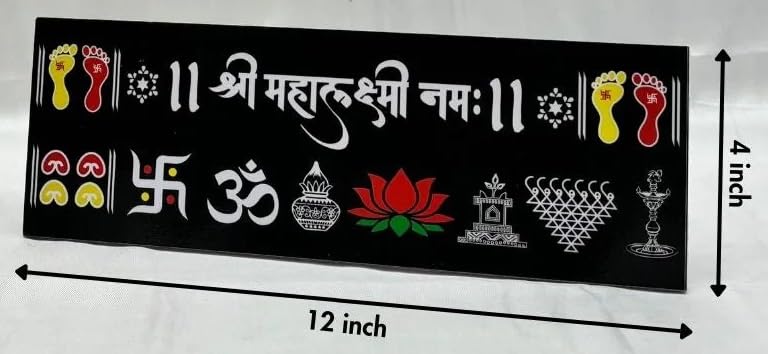 || श्री महालक्ष्मी नमः ||
ॐ
4 inch
12 inch